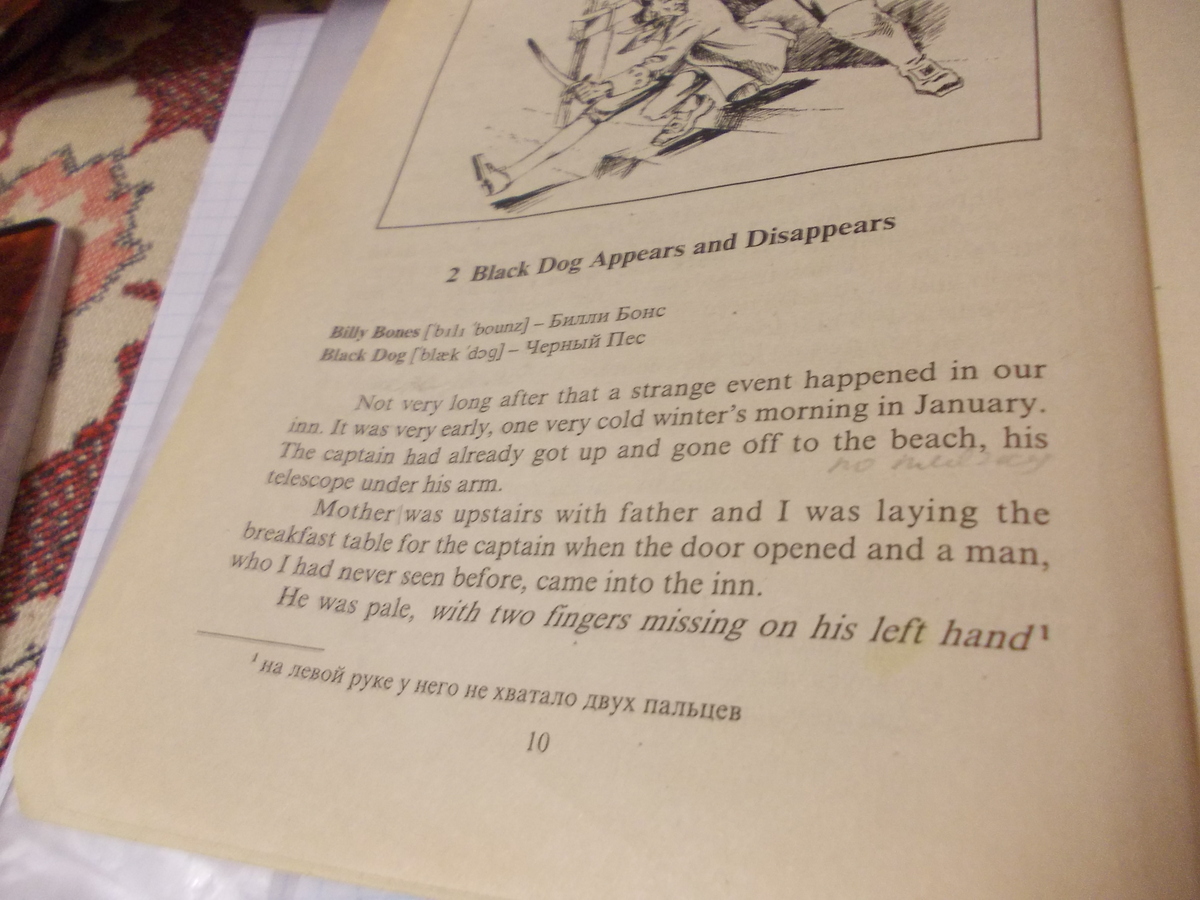 2 Black Dog Appears and Disappears
Billy Bones [ˈbɪlɪ ˈbounz] – Билли Бонс
Black Dog [ˈblæk ˈdɔg] – Черный Пес
Not very long after that a strange event happened in our
inn. It was very early, one very cold winter's morning in January.
The captain had already got up and gone off to the beach, his
telescope under his arm.
Mother was upstairs with father and I was laying the
breakfast table for the captain when the door opened and a man,
who I had never seen before, came into the inn.
He was pale, with two fingers missing on his left hand¹
¹ на левой руке у него не хватало двух пальцев
10